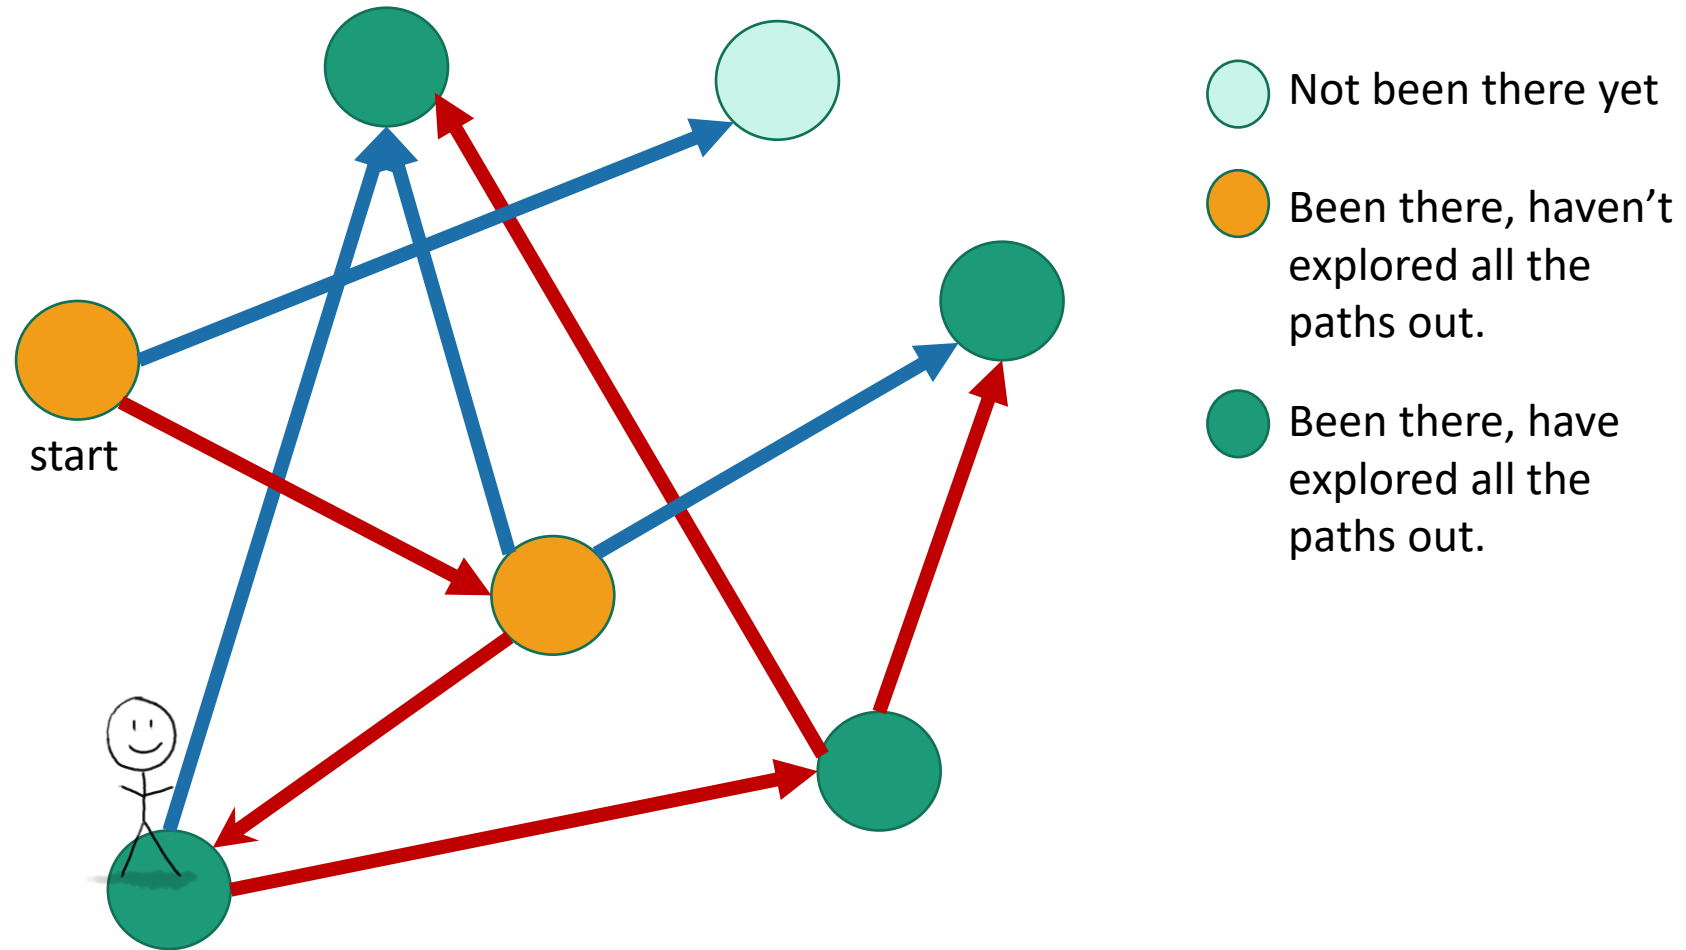 Not been there yet
Been there, haven’t
explored all the
paths out.
Been there, have
explored all the
paths out.
start